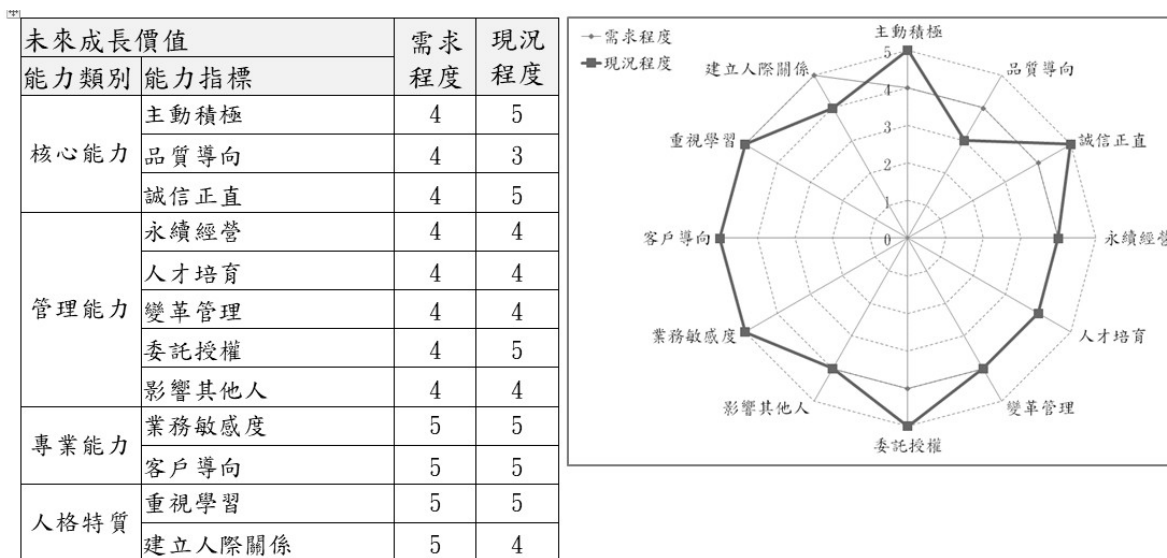 未來成長價值 需求程度 現況程度
能力類別 能力指標
核心能力
主動積極 4 5
品質導向 4 3
誠信正直 4 5
管理能力
永續經營 4 4
人才培育 4 4
變革管理 4 4
委託授權 4 5
影響其他人 4 4
專業能力
業務敏感度 5 5
客戶導向 5 5
人格特質
重視學習 5 5
建立人際關係 5 4
需求程度
現況程度
主動積極
品質導向
誠信正直
永續經營
人才培育
變革管理
委託授權
影響其他人
業務敏感度
客戶導向
重視學習
建立人際關係
5
4
3
2
1
0